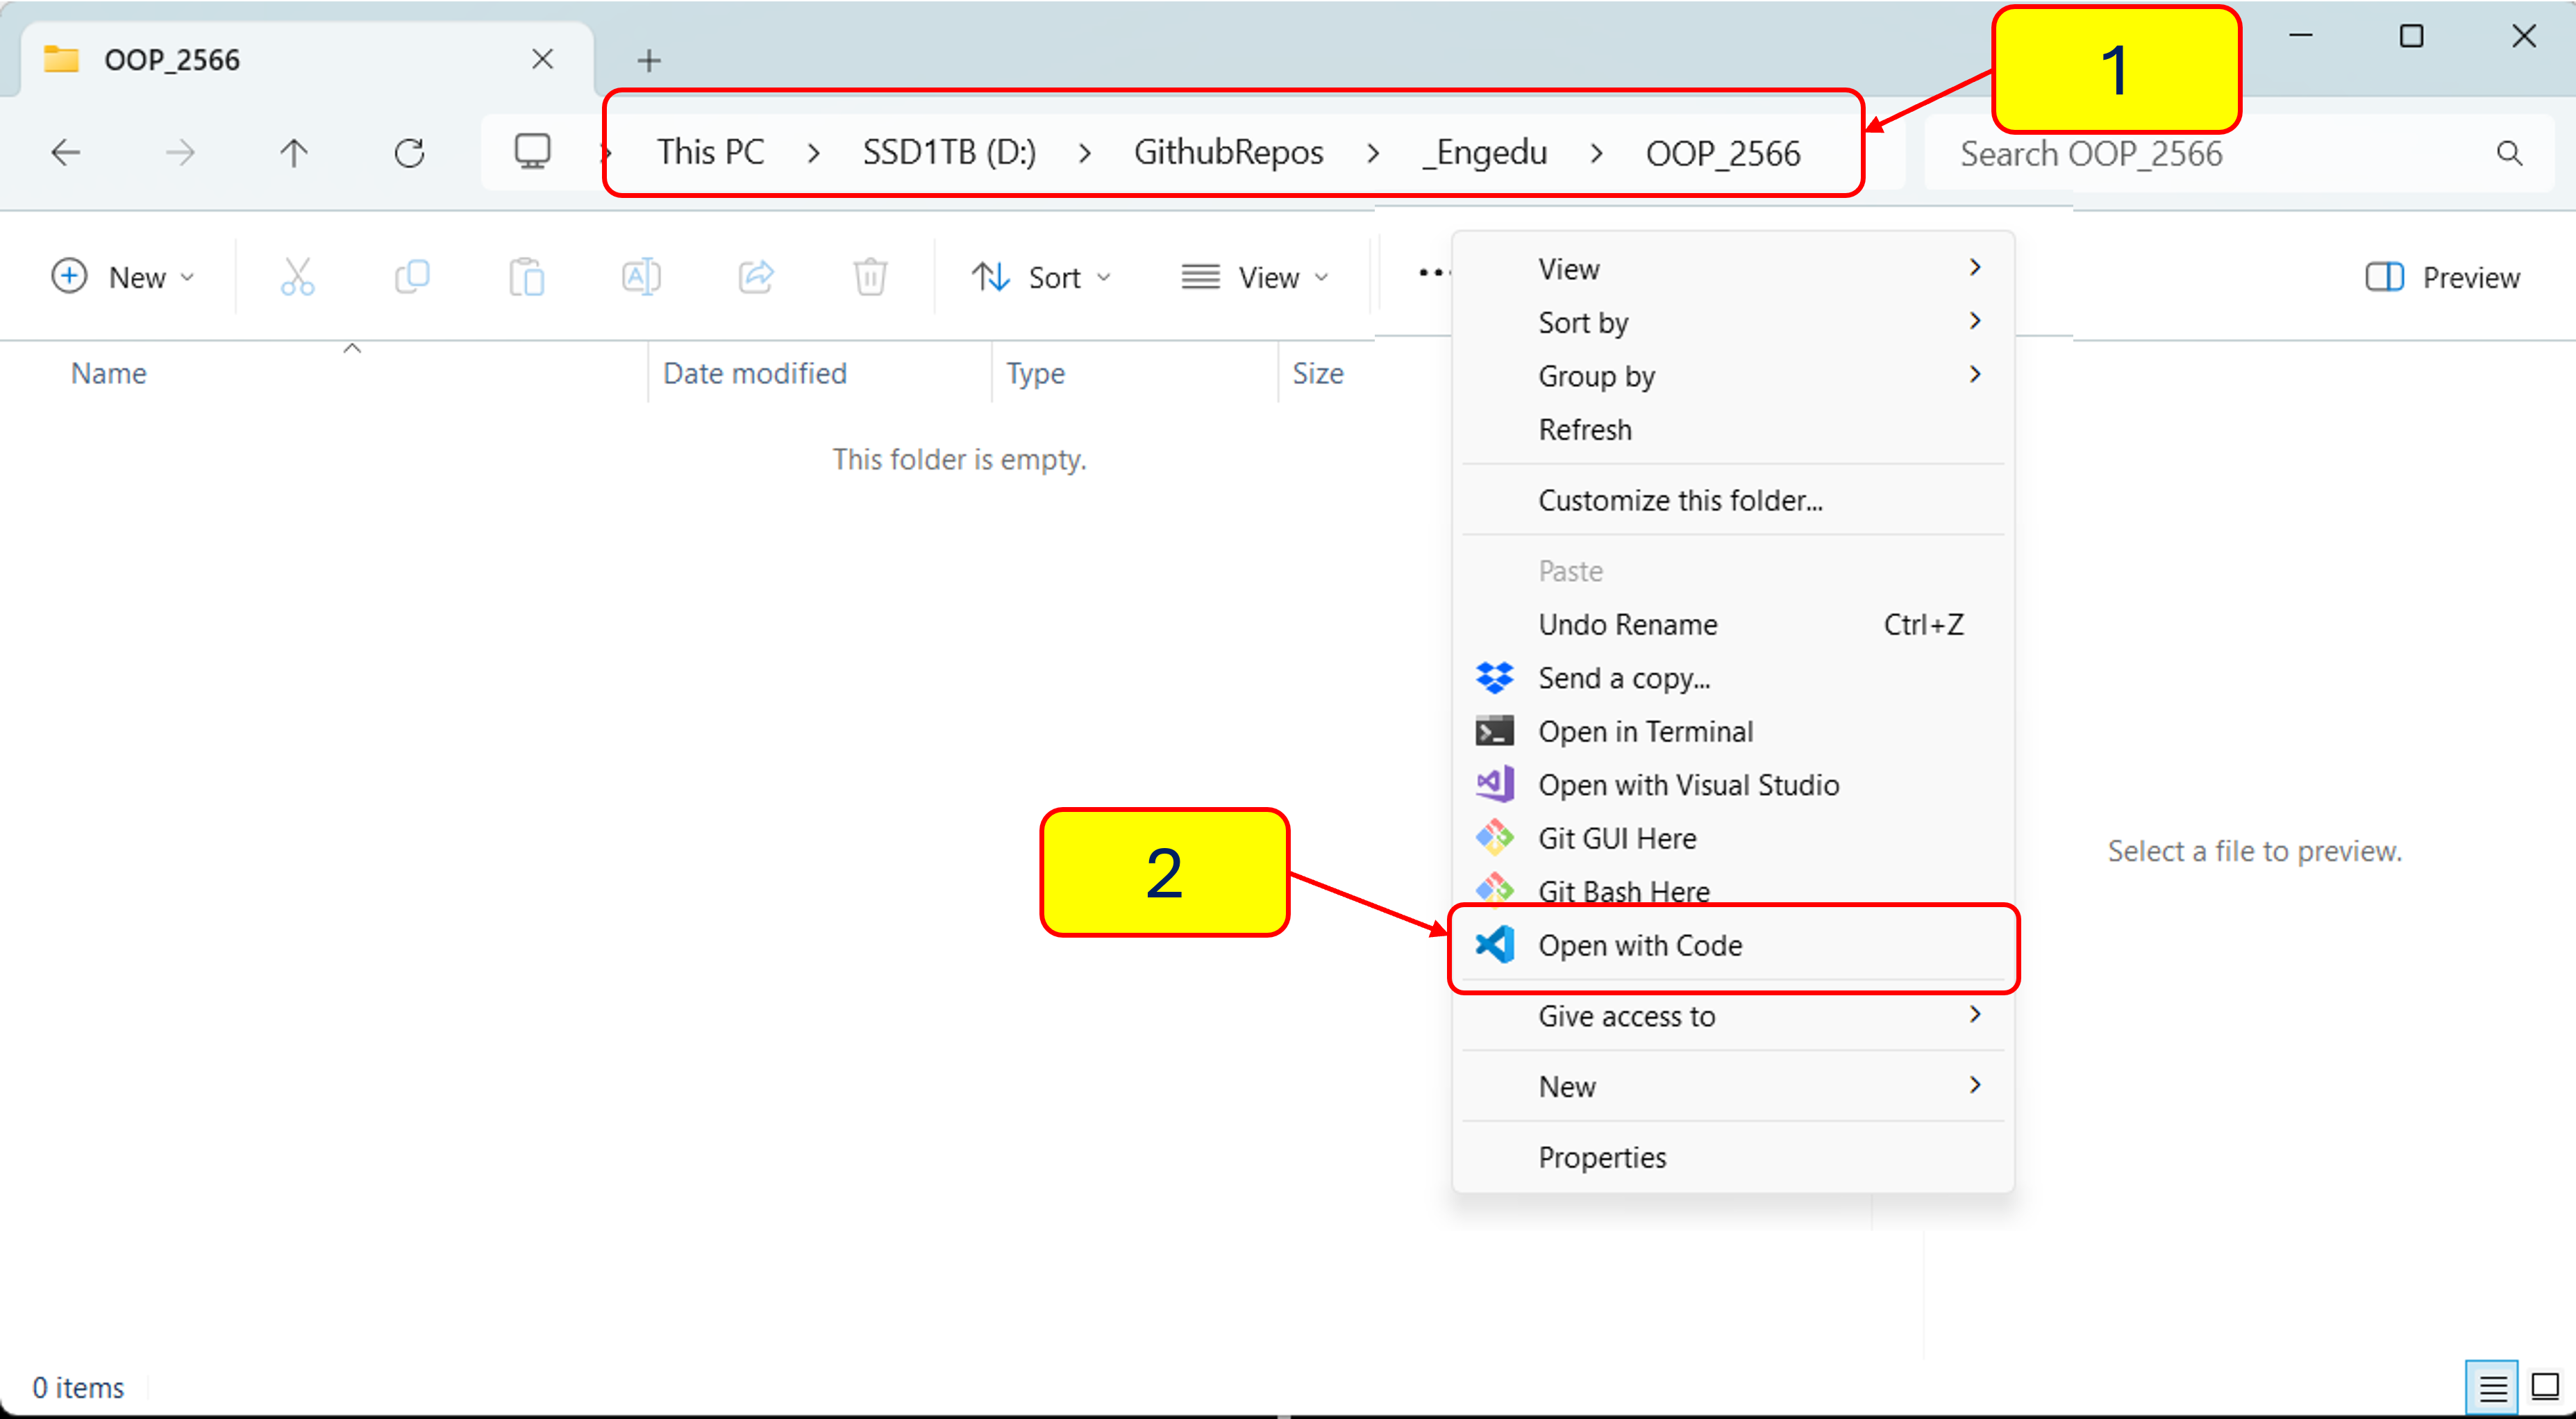 OOP_2566
1
This PC > SSD1TB (D:) > GithubRepos > _Engedu > OOP_2566
Search OOP_2566
New
Sort
View
Preview
Name
Date modified
Type
Size
This folder is empty.
View
Sort by
Group by
Refresh
Customize this folder...
Paste
Undo Rename Ctrl+Z
Send a copy...
Open in Terminal
Open with Visual Studio
Git GUI Here
Git Bash Here
Open with Code
Give access to
New
Properties
2
Select a file to preview.
0 items